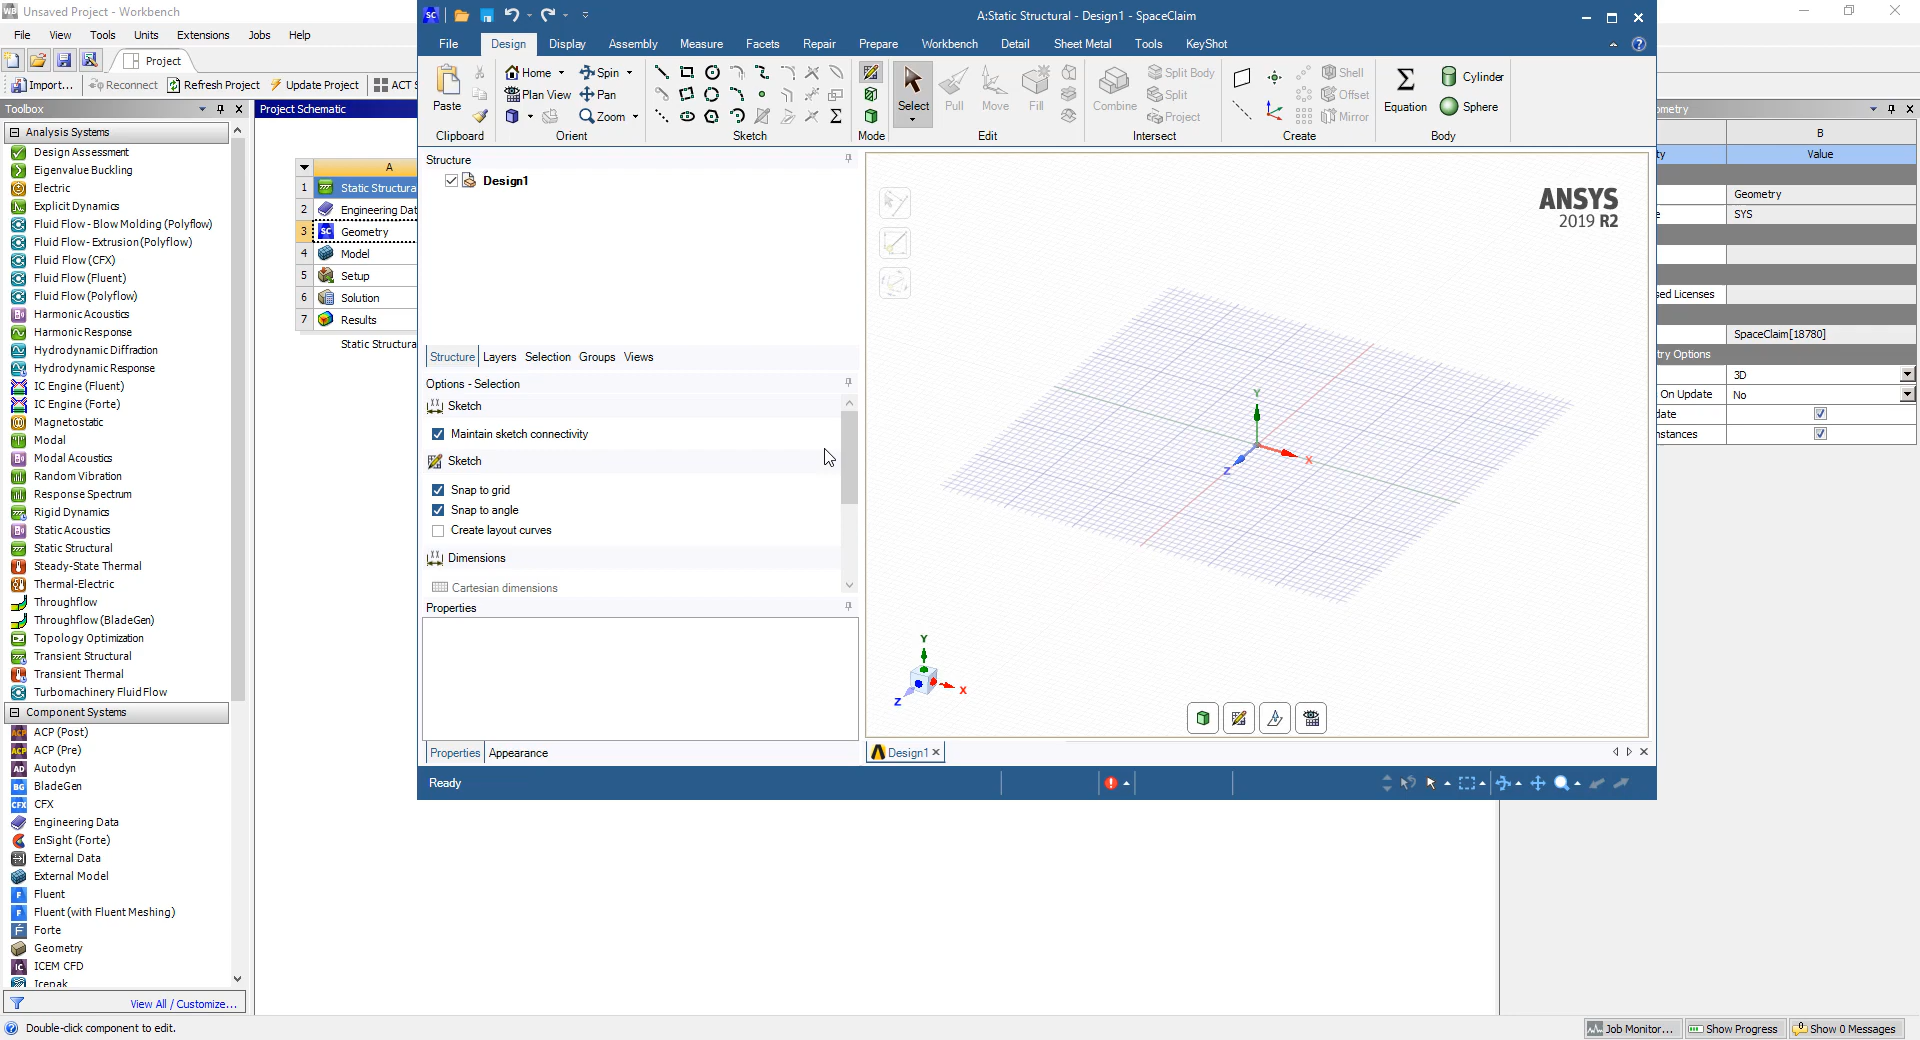 Unsaved Project - Workbench
File View Tools Units Extensions Jobs Help
Project
Import... Reconnect Refresh Project Update Project ACT S
Toolbox
Analysis Systems
Design Assessment
Eigenvalue Buckling
Electric
Explicit Dynamics
Fluid Flow - Blow Molding (Polyflow)
Fluid Flow - Extrusion (Polyflow)
Fluid Flow (CFX)
Fluid Flow (Fluent)
Fluid Flow (Polyflow)
Harmonic Acoustics
Harmonic Response
Hydrodynamic Diffraction
Hydrodynamic Response
IC Engine (Fluent)
IC Engine (Forte)
Magnetostatic
Modal
Modal Acoustics
Random Vibration
Response Spectrum
Rigid Dynamics
Static Acoustics
Static Structural
Steady-State Thermal
Thermal-Electric
Throughflow
Throughflow (BladeGen)
Topology Optimization
Transient Structural
Transient Thermal
Turbomachinery Fluid Flow
Component Systems
ACP (Post)
ACP (Pre)
Autodyn
BladeGen
CFX
Engineering Data
EnSight (Forte)
External Data
External Model
Fluent
Fluent (with Fluent Meshing)
Forte
Geometry
ICEM CFD
Icepak
View All / Customize...
Double-click component to edit.
Project Schematic
A
1 Static Structura
2 Engineering Dat
3 Geometry
4 Model
5 Setup
6 Solution
7 Results
Static Structura
A:Static Structural - Design1 - SpaceClaim
File Design Display Assembly Measure Facets Repair Prepare Workbench Detail Sheet Metal Tools KeyShot
Paste
Clipboard
Home Spin
Plan View Pan
Zoom
Orient
Sketch
Mode
Select Pull Move Fill
Edit
Combine
Split Body
Split
Project
Intersect
Shell
Offset
Mirror
Create
Equation
Cylinder
Sphere
Body
Structure
Design1
Structure Layers Selection Groups Views
Options - Selection
Sketch
Maintain sketch connectivity
Sketch
Snap to grid
Snap to angle
Create layout curves
Dimensions
Cartesian dimensions
Properties
Properties Appearance
ANSYS
2019 R2
Y
X
Z
Y
X
Z
Design1
Ready
ometry
B
ty Value
Geometry
e SYS
sed Licenses
SpaceClaim[18780]
try Options
3D
On Update No
date
nstances
Job Monitor... Show Progress Show 0 Messages